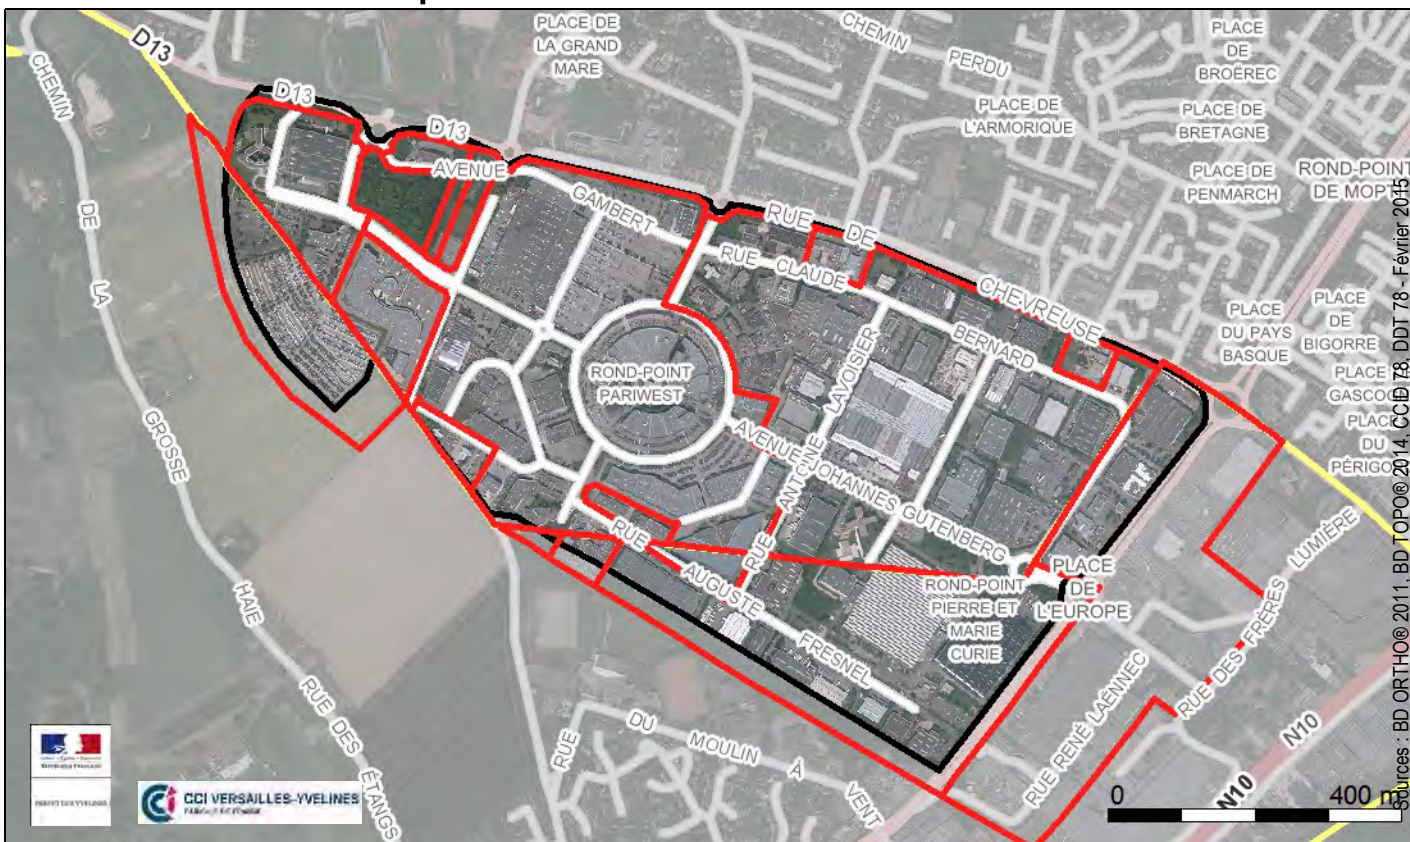 D13
CHEMIN
DE
LA
GROSSE
HAIE
RUE DES
ÉTANGS
PLACE DE
LA GRAND
MARE
CHEMIN
PERDU
PLACE
DE
BROËREC
PLACE DE
L'ARMORIQUE
PLACE DE
BRETAGNE
PLACE DE
PENMARCH
ROND-POINT
DE MOPT
D13
D13
AVENUE
GAMBERT
RUE DE
CHEVREUSE
RUE CLAUDE
BERNARD
ROND-POINT
PARIWEST
RUE ANTOINE LAVOISIER
AVENUE JOHANNES GUTENBERG
RUE
AUGUSTE
FRESNEL
PLACE
DU PAYS
BASQUE
PLACE
DE
BIGORRE
PLACE
GASCOG
PLACE
DU
PÉRIGO
ROND-POINT
PIERRE ET
MARIE
CURIE
PLACE
DE
L'EUROPE
RUE DES FRÈRES LUMIÈRE
RUE RENÉ LAËNNEC
RUE
DU
MOULIN
À
VENT
N10
N10
0 400 m
Sources : BD ORTHO® 2011, BD TOPO®2014, CCID 78, DDT 78 - Février 2015
CCI VERSAILLES-YVELINES